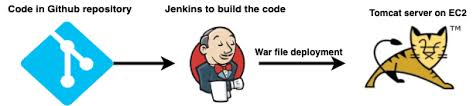 Code in Github repository
Jenkins to build the code
Tomcat server on EC2
War file deployment
TM